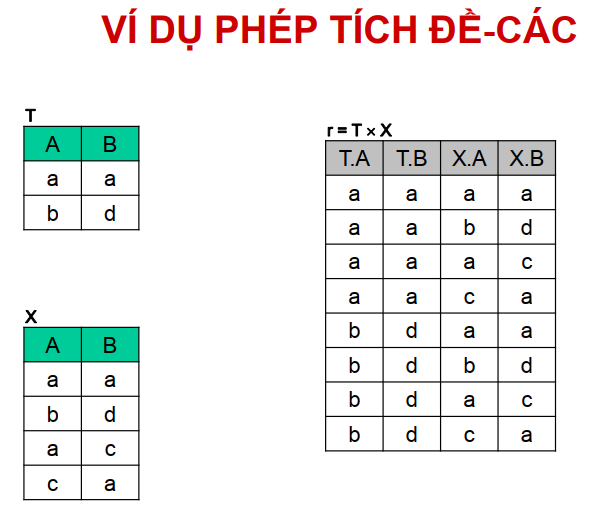 VÍ DỤ PHÉP TÍCH ĐỀ-CÁC
T
A B
a a
b d
X
A B
a a
b d
a c
c a
r = T × X
T.A T.B X.A X.B
a a a a
a a b d
a a a c
a a c a
b d a a
b d b d
b d a c
b d c a